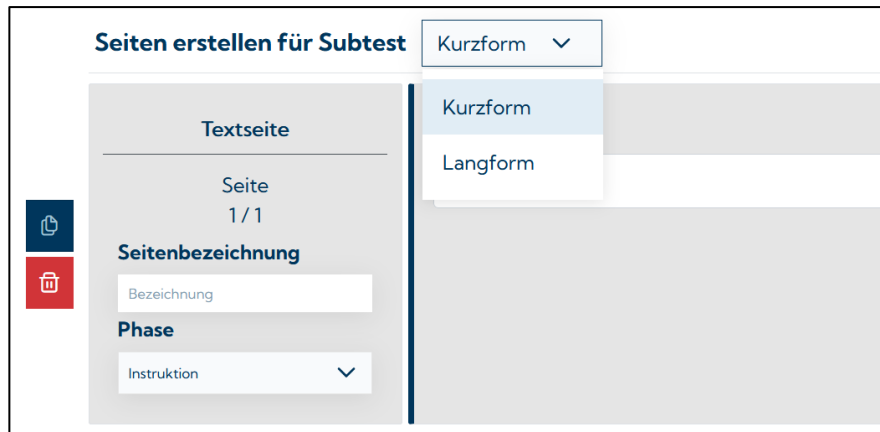 Seiten erstellen für Subtest
Kurzform
Kurzform
Langform
Textseite
Seite
1 / 1
Seitenbezeichnung
Bezeichnung
Phase
Instruktion